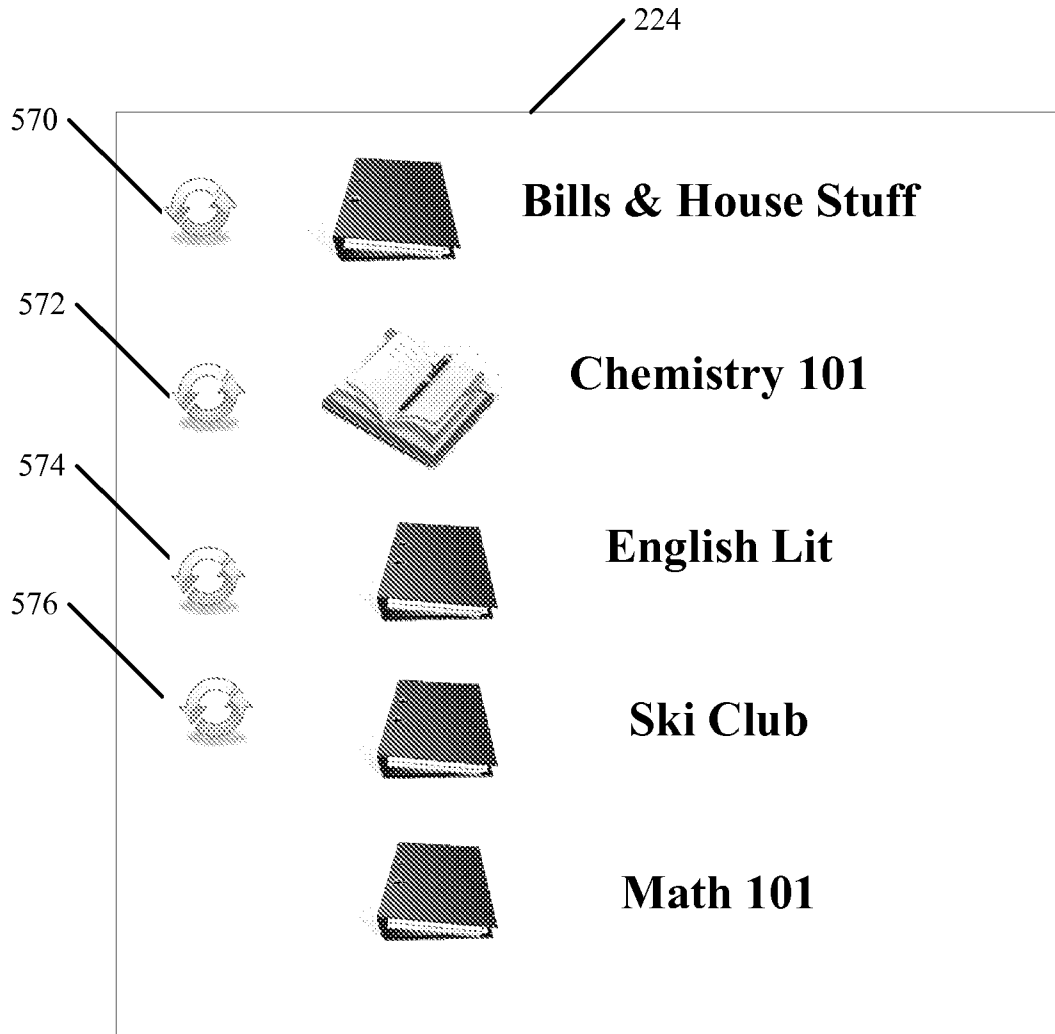 224
570
Bills & House Stuff
572
Chemistry 101
574
English Lit
576
Ski Club
Math 101